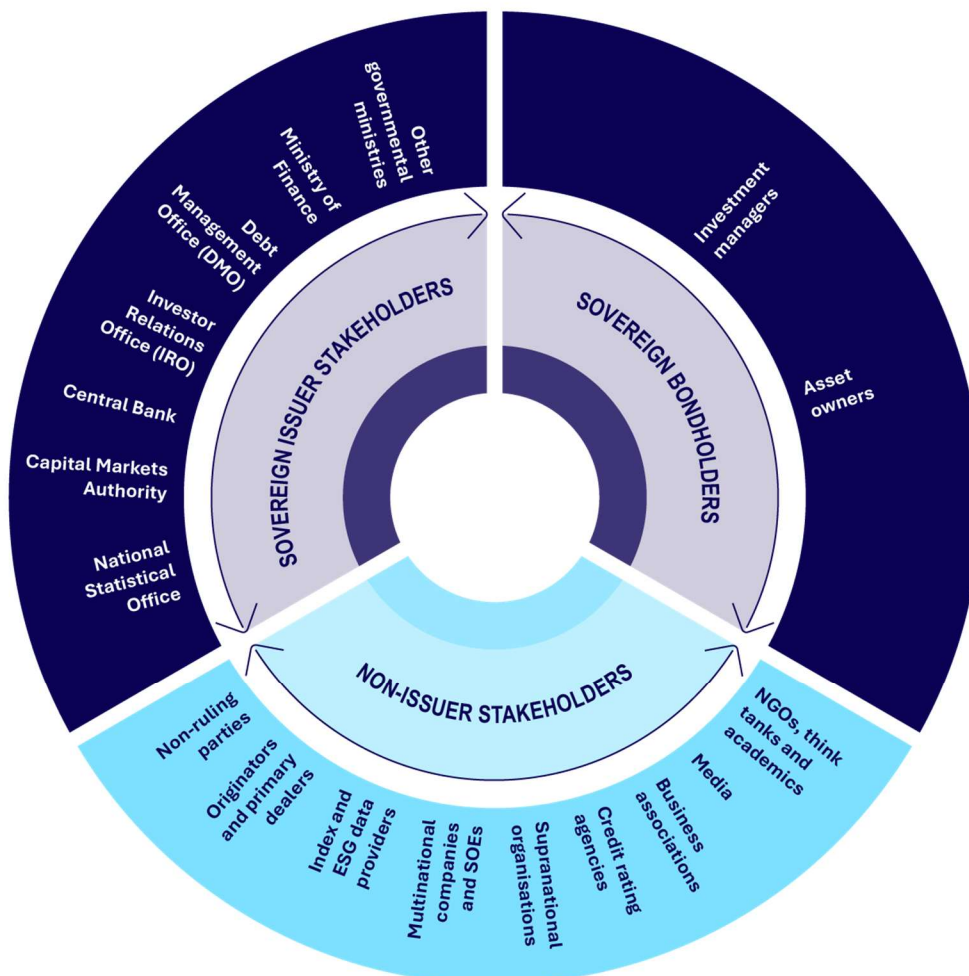 Other
governmental
ministries
Ministry of
Finance
Debt
Management
Office (DMO)
Investor
Relations
Office (IRO)
Central Bank
Capital Markets
Authority
National
Statistical
Office
SOVEREIGN ISSUER STAKEHOLDERS
SOVEREIGN BONDHOLDERS
Investment
managers
Asset
owners
NON-ISSUER STAKEHOLDERS
Non-ruling
parties
Originators
and primary
dealers
Index and
ESG data
providers
Multinational
companies
and SOEs
Supranational
organisations
Credit rating
agencies
Business
associations
Media
NGOs, think
tanks and
academics